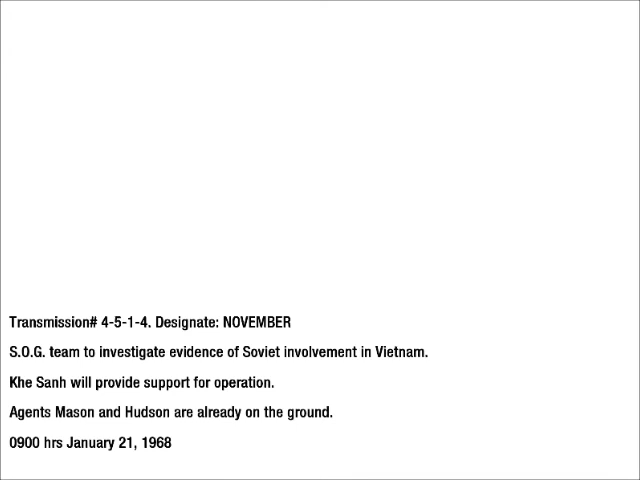 Transmission# 4-5-1-4. Designate: NOVEMBER
S.O.G. team to investigate evidence of Soviet involvement in Vietnam.
Khe Sanh will provide support for operation.
Agents Mason and Hudson are already on the ground.
0900 hrs January 21, 1968